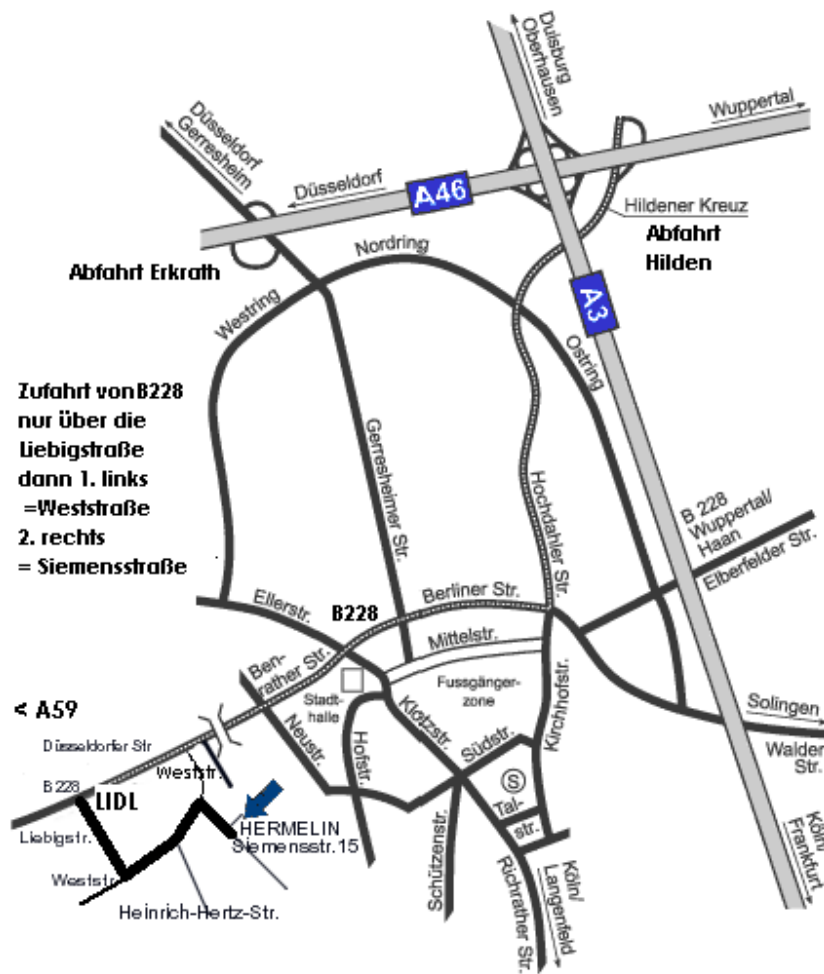 Duisburg
Oberhausen
Wuppertal
Düsseldorf
Gerresheim
Düsseldorf
A46
Hildener Kreuz
Abfahrt
Hilden
Nordring
Abfahrt Erkrath
A3
Westring
Ostring
Zufahrt von B228
nur über die
Liebigstraße
dann 1. links
=Weststraße
2. rechts
= Siemensstraße
Gerresheimer Str.
Hochdahler Str.
B 228
Wuppertal/
Haan
Elberfelder Str.
Ellerstr.
B228
Berliner Str.
Mittelstr.
Ben-
rather Str.
Stadt-
halle
Fussgänger-
zone
Kirchhofstr.
Solingen
Walder
Str.
< A59
Düsseldorfer Str
Neustr.
Hofstr.
Klotzstr.
Südstr.
Weststr.
B 228
LIDL
S
Tal-
str.
HERMELIN
Siemensstr.15
Liebigstr.
Weststr.
Heinrich-Hertz-Str.
Schützenstr.
Richrather Str.
Köln/
Langenfeld
Köln/
Frankfurt